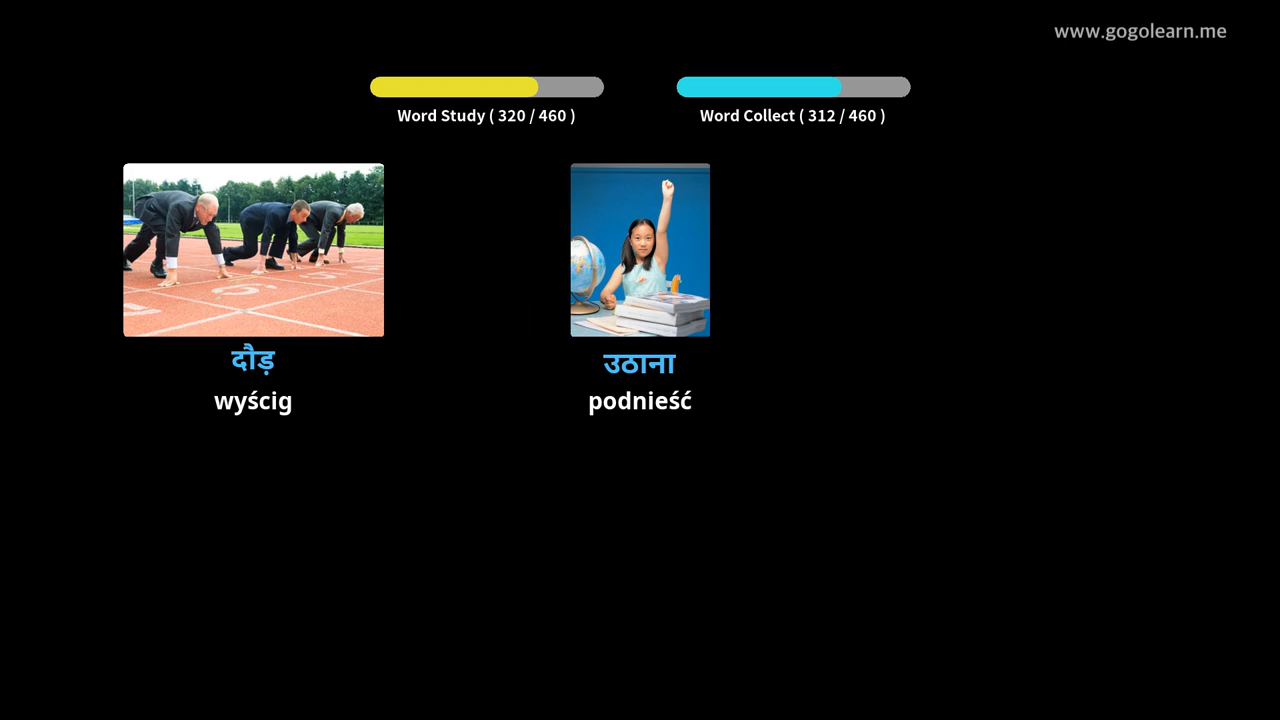 www.gogolearn.me
Word Study ( 320 / 460 )
Word Collect ( 312 / 460 )
दौड़
wyścig
उठाना
podnieść